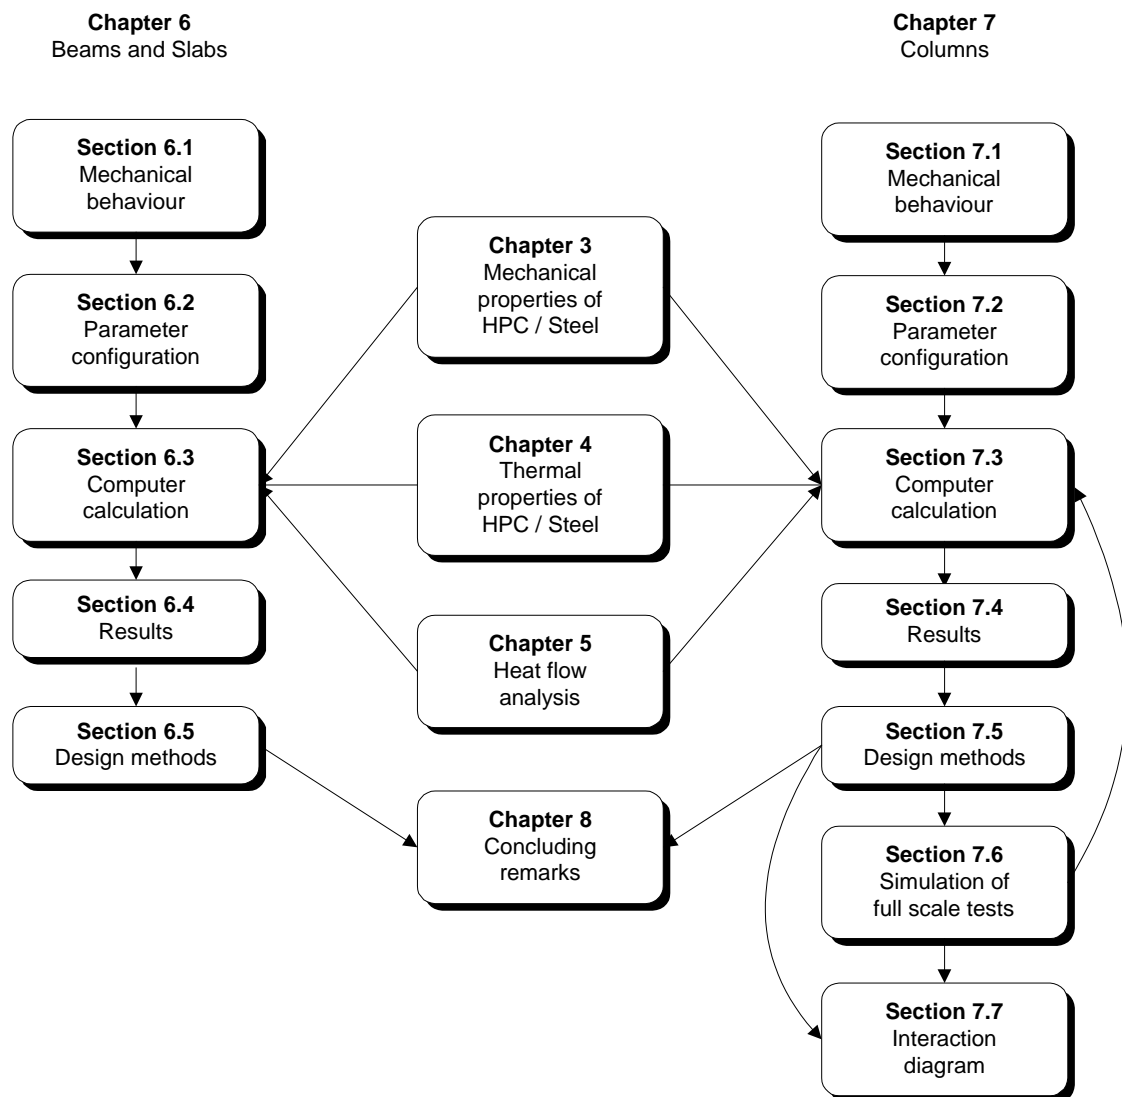 Chapter 6
Beams and Slabs
Section 6.1
Mechanical
behaviour
Section 6.2
Parameter
configuration
Section 6.3
Computer
calculation
Section 6.4
Results
Section 6.5
Design methods
Chapter 3
Mechanical
properties of
HPC / Steel
Chapter 4
Thermal
properties of
HPC / Steel
Chapter 5
Heat flow
analysis
Chapter 8
Concluding
remarks
Chapter 7
Columns
Section 7.1
Mechanical
behaviour
Section 7.2
Parameter
configuration
Section 7.3
Computer
calculation
Section 7.4
Results
Section 7.5
Design methods
Section 7.6
Simulation of
full scale tests
Section 7.7
Interaction
diagram